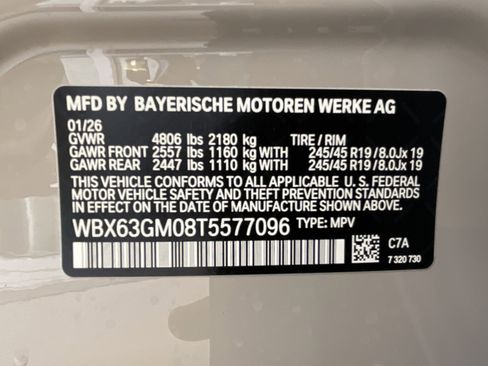 MFD BY BAYERISCHE MOTOREN WERKE AG
01/26
GVWR 4806 lbs 2180 kg TIRE / RIM
GAWR FRONT 2557 lbs 1160 kg WITH 245/45 R19 / 8.0Jx 19
GAWR REAR 2447 lbs 1110 kg WITH 245/45 R19 / 8.0Jx 19
THIS VEHICLE CONFORMS TO ALL APPLICABLE U. S. FEDERAL
MOTOR VEHICLE SAFETY AND THEFT PREVENTION STANDARDS
IN EFFECT ON THE DATE OF MANUFACTURE SHOWN ABOVE.
WBX63GM08T5577096 TYPE: MPV
C7A
7 320 730